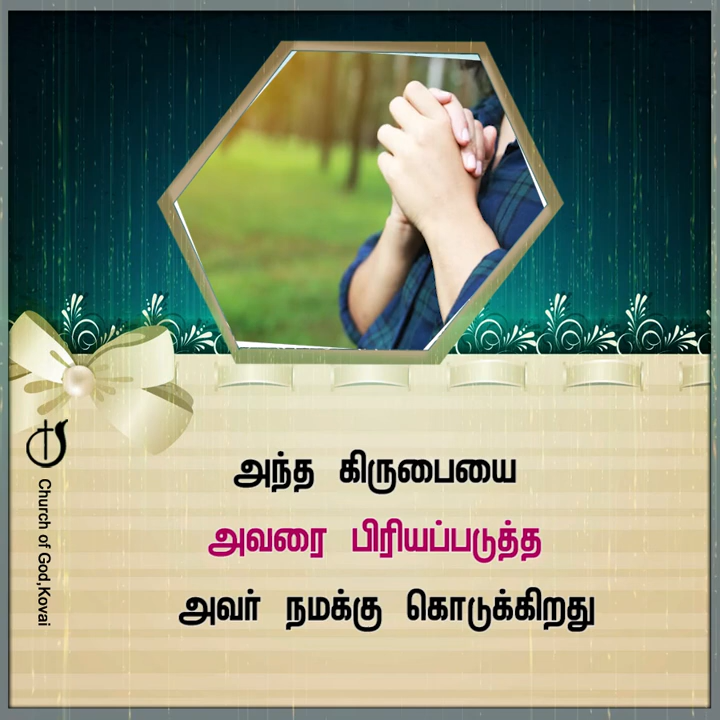 அந்த கிருபையை
அவரை பிரியப்படுத்த
அவர் நமக்கு கொடுக்கிறது
Church of God,Kovai